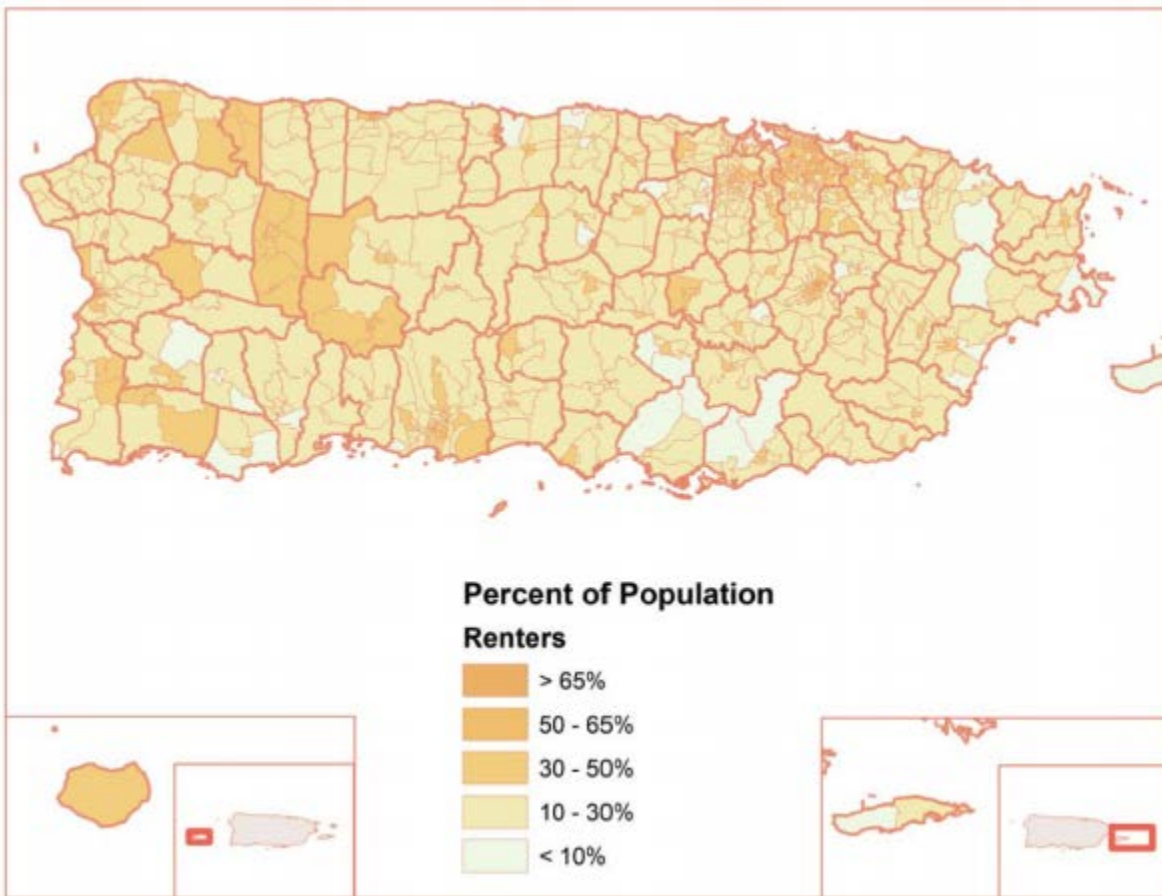 Percent of Population
Renters
> 65%
50 - 65%
30 - 50%
10 - 30%
< 10%